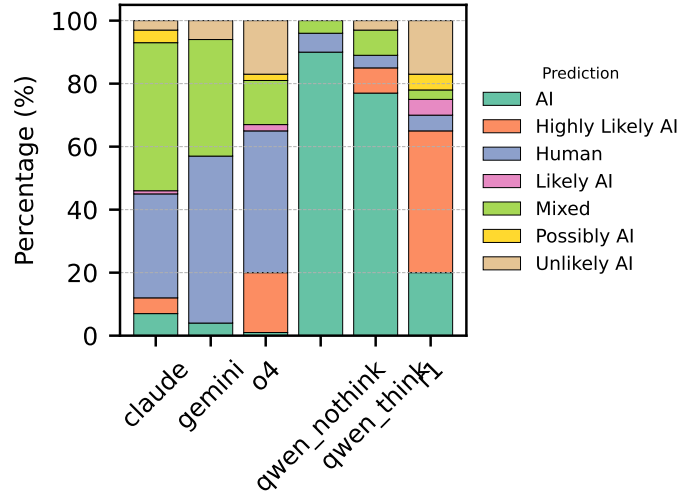 Percentage (%)
100
80
60
40
20
0
claude
gemini
o4
qwen_nothink
qwen_think
r1
Prediction
AI
Highly Likely AI
Human
Likely AI
Mixed
Possibly AI
Unlikely AI